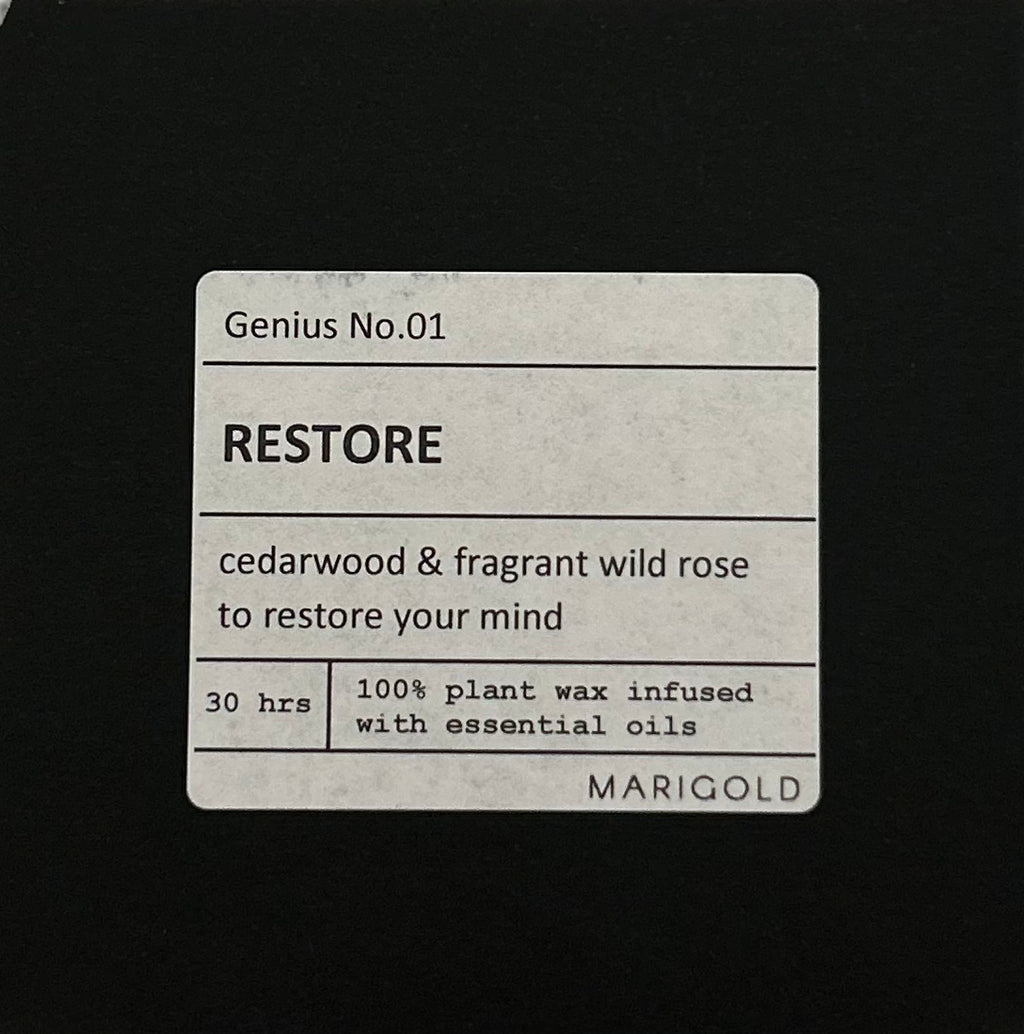 Genius No.01
RESTORE
cedarwood & fragrant wild rose
to restore your mind
30 hrs
100% plant wax infused
with essential oils
MARIGOLD